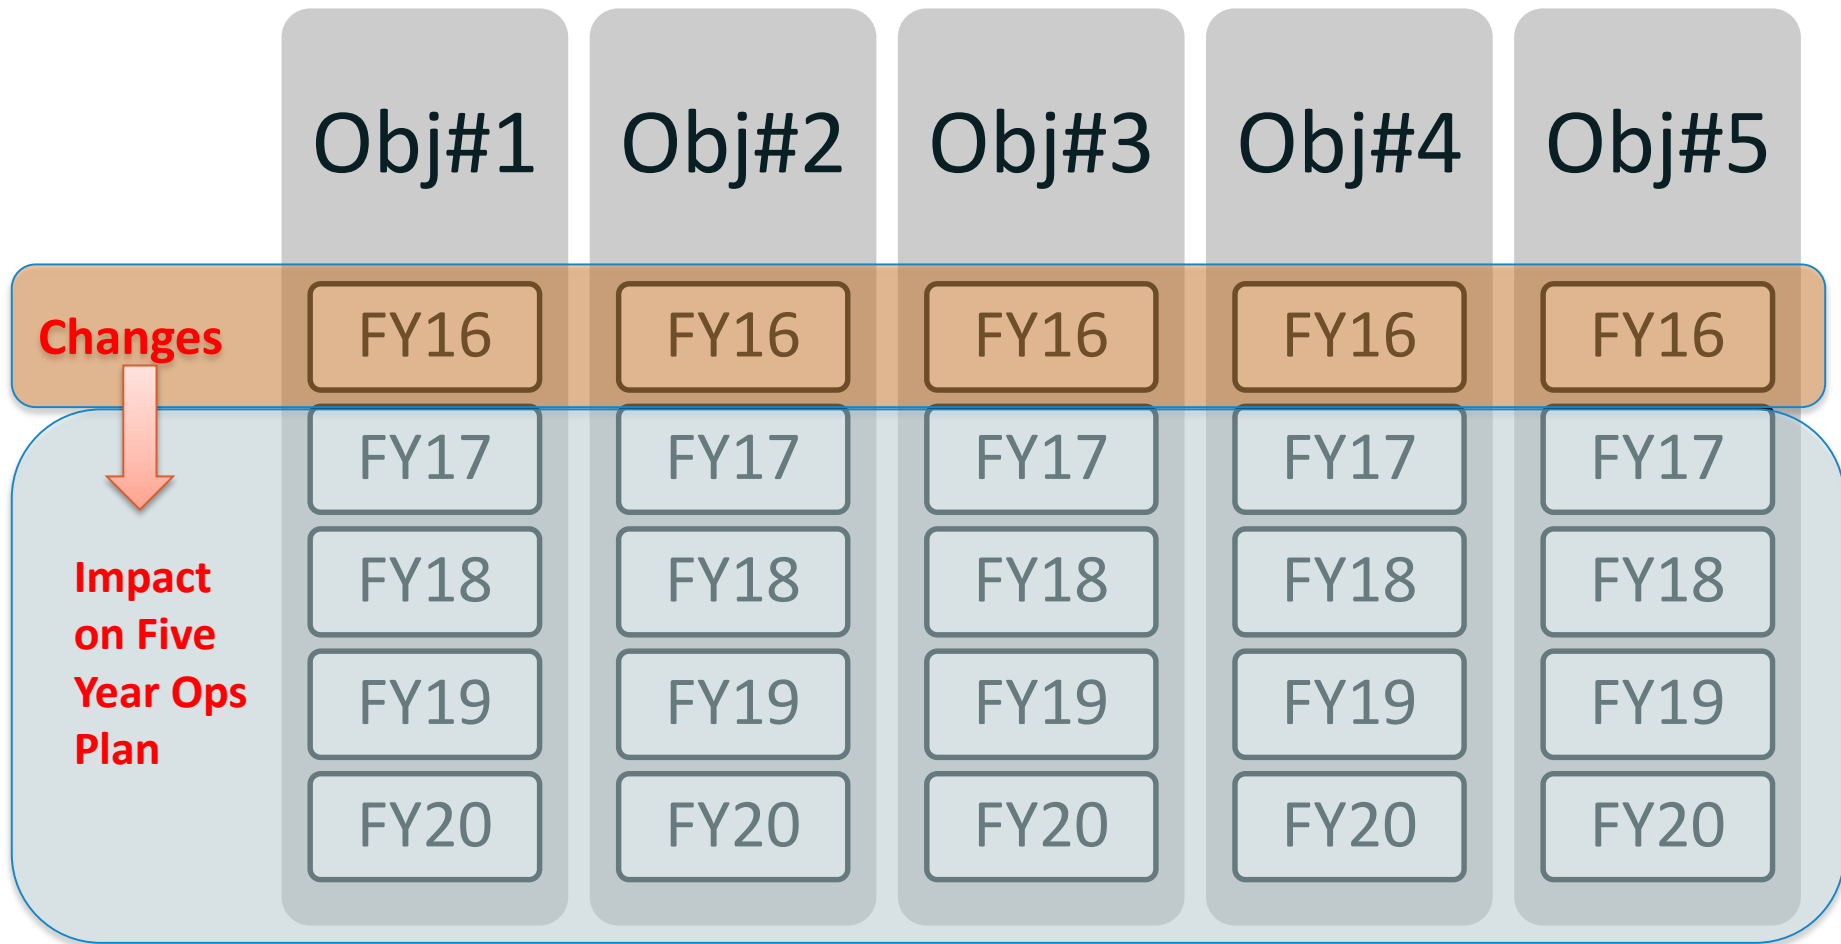 Obj#1 Obj#2 Obj#3 Obj#4 Obj#5
Changes FY16 FY16 FY16 FY16 FY16
FY17 FY17 FY17 FY17 FY17
Impact
on Five
Year Ops
Plan
FY18 FY18 FY18 FY18 FY18
FY19 FY19 FY19 FY19 FY19
FY20 FY20 FY20 FY20 FY20